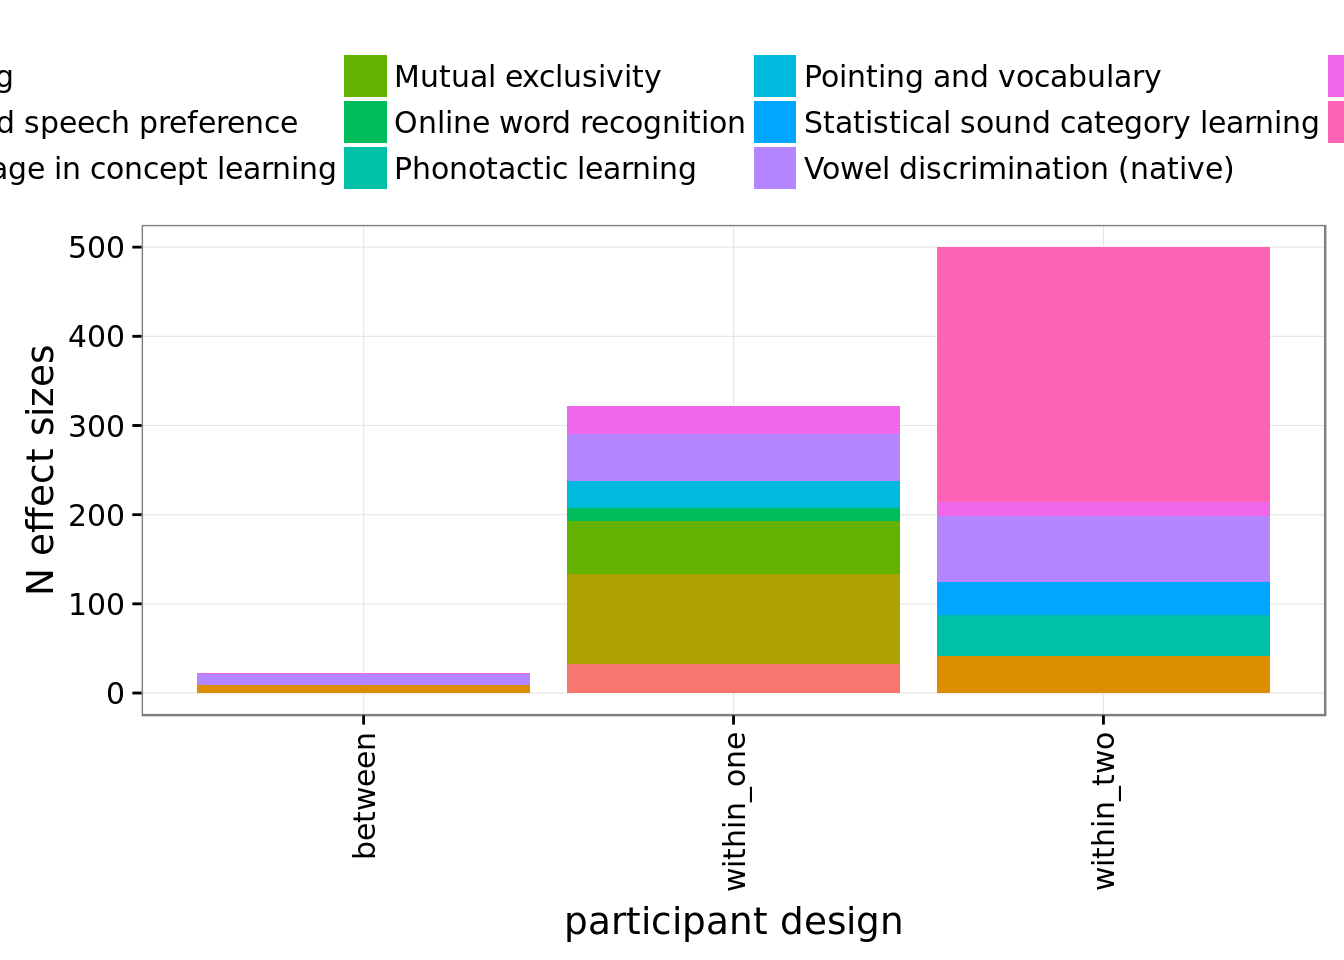 g Mutual exclusivity Pointing and vocabulary
d speech preference Online word recognition Statistical sound category learning
age in concept learning Phonotactic learning Vowel discrimination (native)
500
400
300
200
100
0
N effect sizes
between
within_one
within_two
participant design